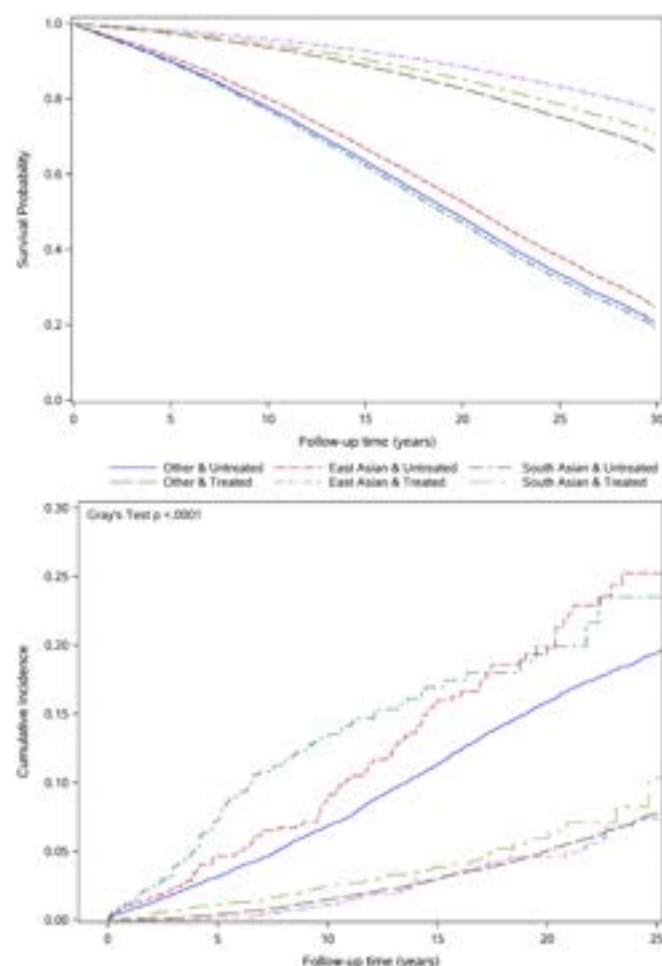 1.0
0.8
0.6
0.4
0.2
0.0
Survival Probability
0 5 10 15 20 25 30
Follow-up time (years)
Other & Untreated East Asian & Untreated South Asian & Untreated
Other & Treated East Asian & Treated South Asian & Treated
0.30
Gray's Test p <.0001
0.25
0.20
0.15
0.10
0.05
0.00
Cumulative Incidence
0 5 10 15 20 25
Follow-up time (years)